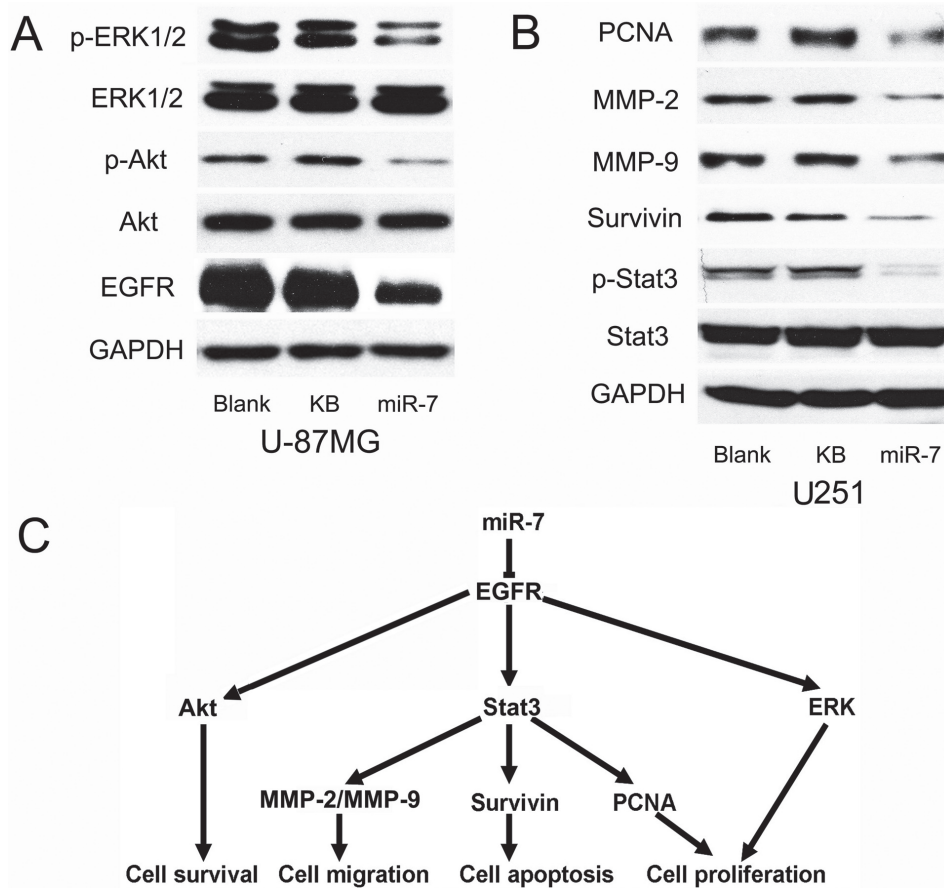 A
p-ERK1/2
ERK1/2
p-Akt
Akt
EGFR
GAPDH
Blank KB miR-7
U-87MG
B
PCNA
MMP-2
MMP-9
Survivin
p-Stat3
Stat3
GAPDH
Blank KB miR-7
U251
C
miR-7
EGFR
Akt Stat3 ERK
MMP-2/MMP-9 Survivin PCNA
Cell survival Cell migration Cell apoptosis Cell proliferation